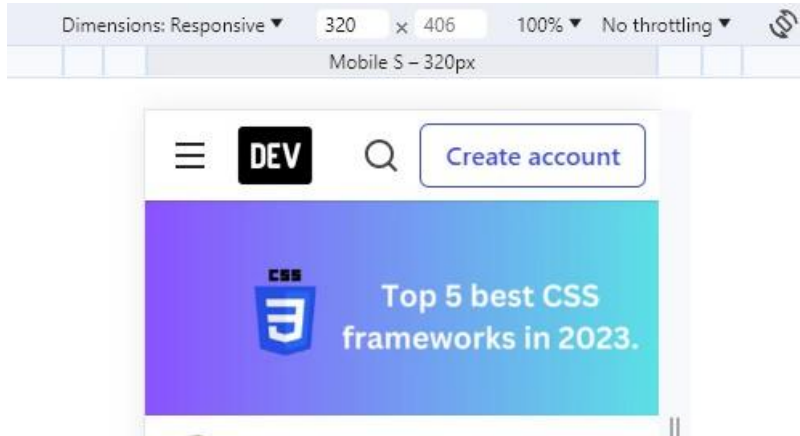 Dimensions: Responsive ▼ 320 × 406 100% ▼ No throttling ▼
Mobile S – 320px
DEV Create account
CSS
Top 5 best CSS
frameworks in 2023.